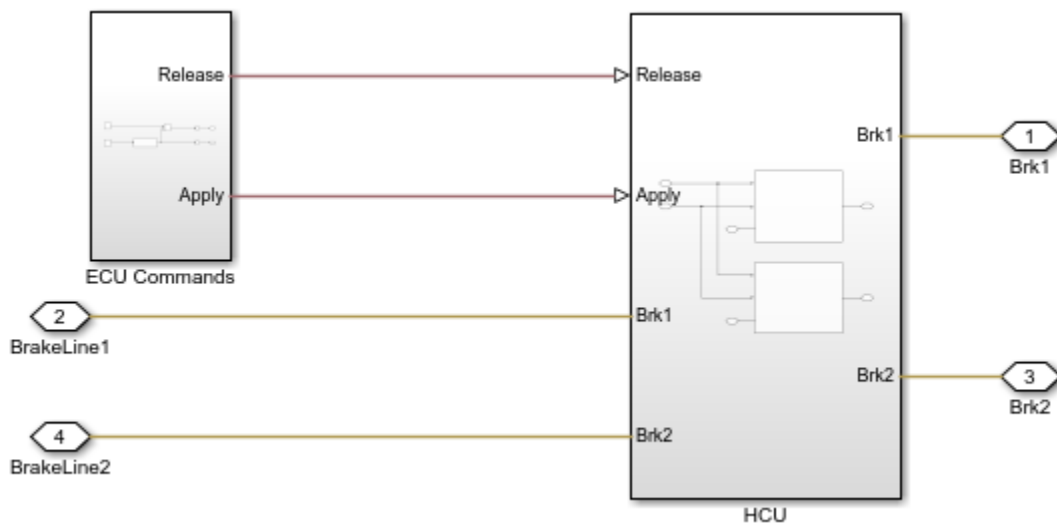 Release
Release
Brk1
1
Brk1
Apply
Apply
ECU Commands
2
BrakeLine1
Brk1
Brk2
3
Brk2
4
BrakeLine2
Brk2
HCU